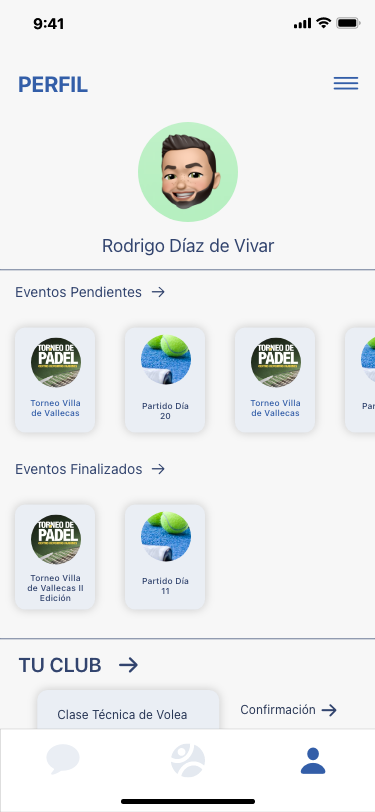 9:41
PERFIL
Rodrigo Díaz de Vivar
Eventos Pendientes
TORNEO DE
PADEL
Torneo Villa
de Vallecas
Partido Día
20
TORNEO DE
PADEL
Torneo Villa
de Vallecas
Par
Eventos Finalizados
TORNEO DE
PADEL
Torneo Villa
de Vallecas II
Edición
Partido Día
11
TU CLUB
Clase Técnica de Volea
Confirmación